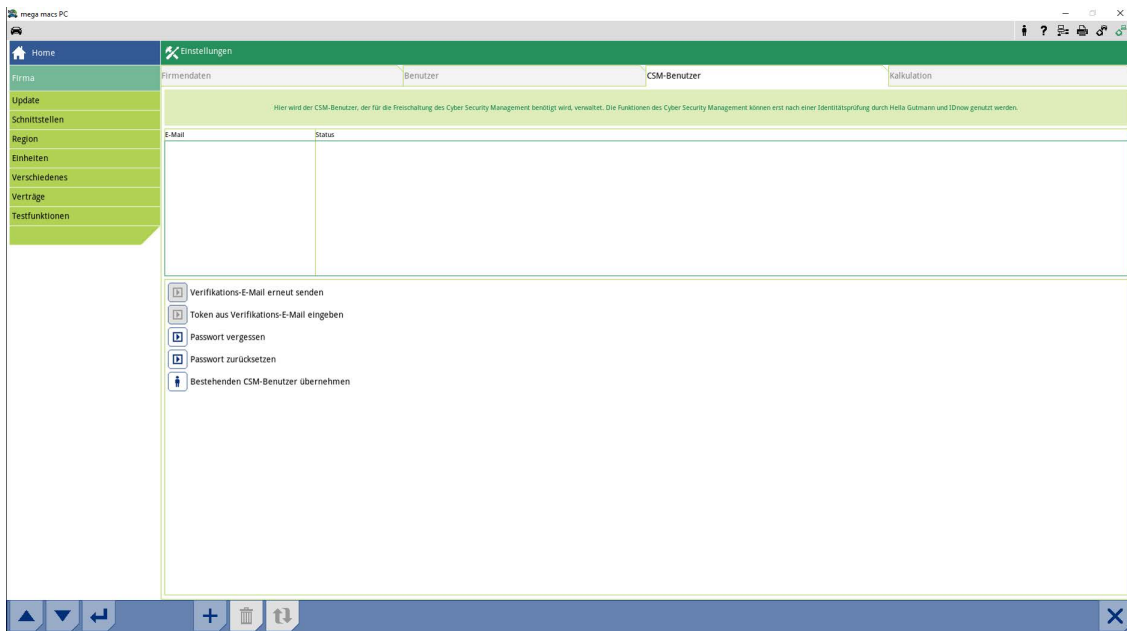 mega macs PC
Home
Einstellungen
Firma
Firmendaten
Benutzer
CSM-Benutzer
Kalkulation
Update
Schnittstellen
Region
Einheiten
Verschiedenes
Verträge
Testfunktionen
Hier wird der CSM-Benutzer, der für die Freischaltung des Cyber Security Management benötigt wird, verwaltet. Die Funktionen des Cyber Security Management können erst nach einer Identitätsprüfung durch Hella Gutmann und IDnow genutzt werden.
E-Mail
Status
Verifikations-E-Mail erneut senden
Token aus Verifikations-E-Mail eingeben
Passwort vergessen
Passwort zurücksetzen
Bestehenden CSM-Benutzer übernehmen